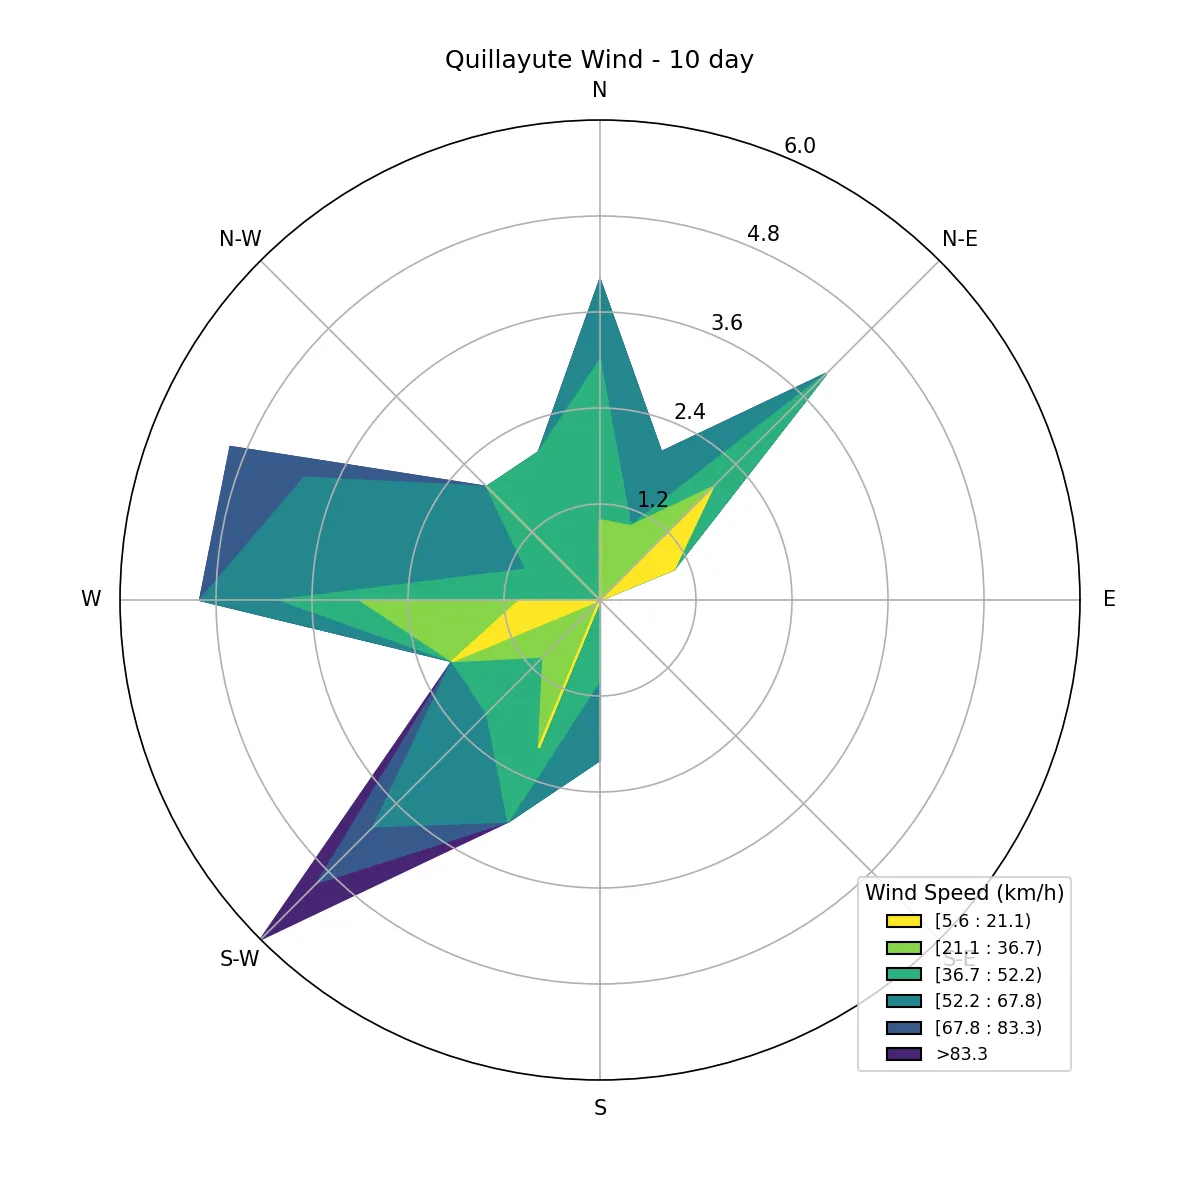 Quillayute Wind - 10 day
N
6.0
N-W
N-E
4.8
3.6
2.4
1.2
W
E
S-W
S-E
S
Wind Speed (km/h)
[5.6 : 21.1)
[21.1 : 36.7)
[36.7 : 52.2)
[52.2 : 67.8)
[67.8 : 83.3)
>83.3